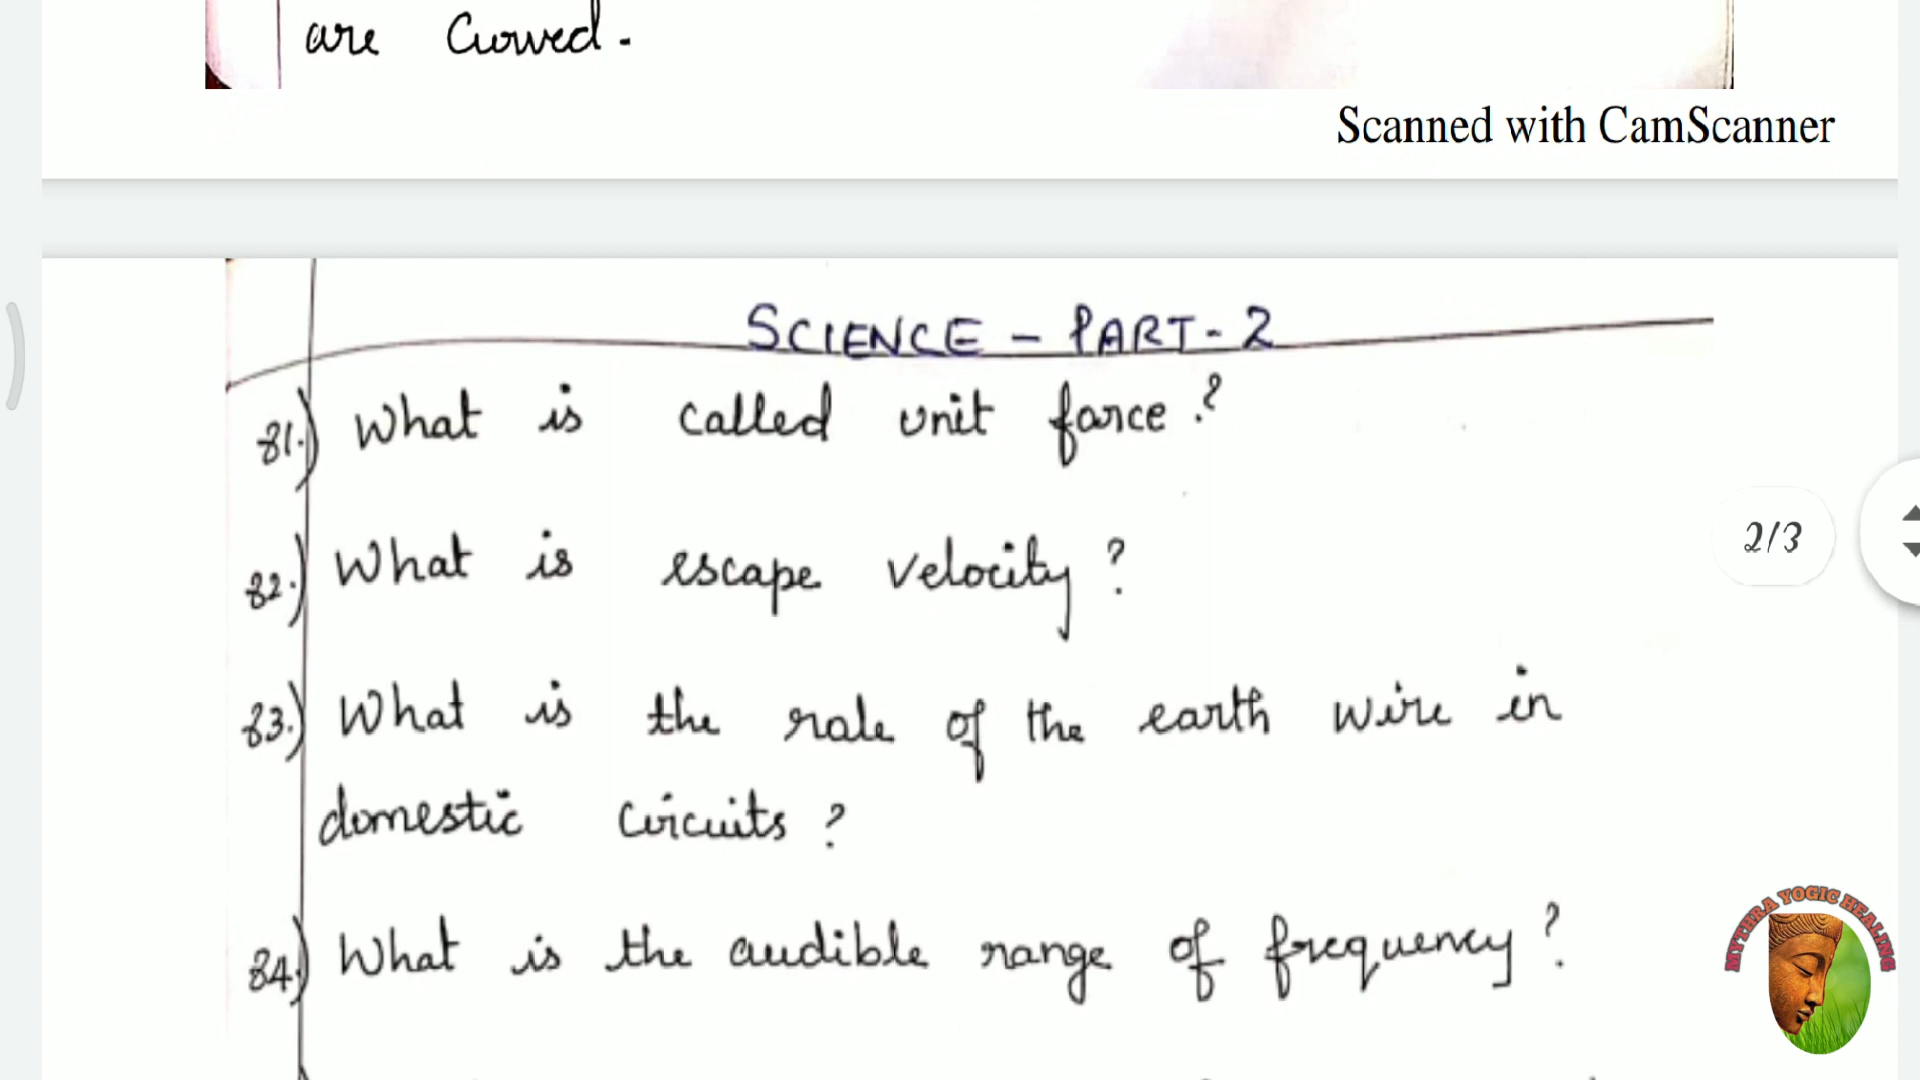 are Curved.
Scanned with CamScanner
SCIENCE - PART - 2
81.) What is called unit force?
82.) What is escape velocity?
2/3
83.) What is the role of the earth wire in
domestic circuits?
84.) What is the audible range of frequency?
MYTHRA YOGIC HEALING